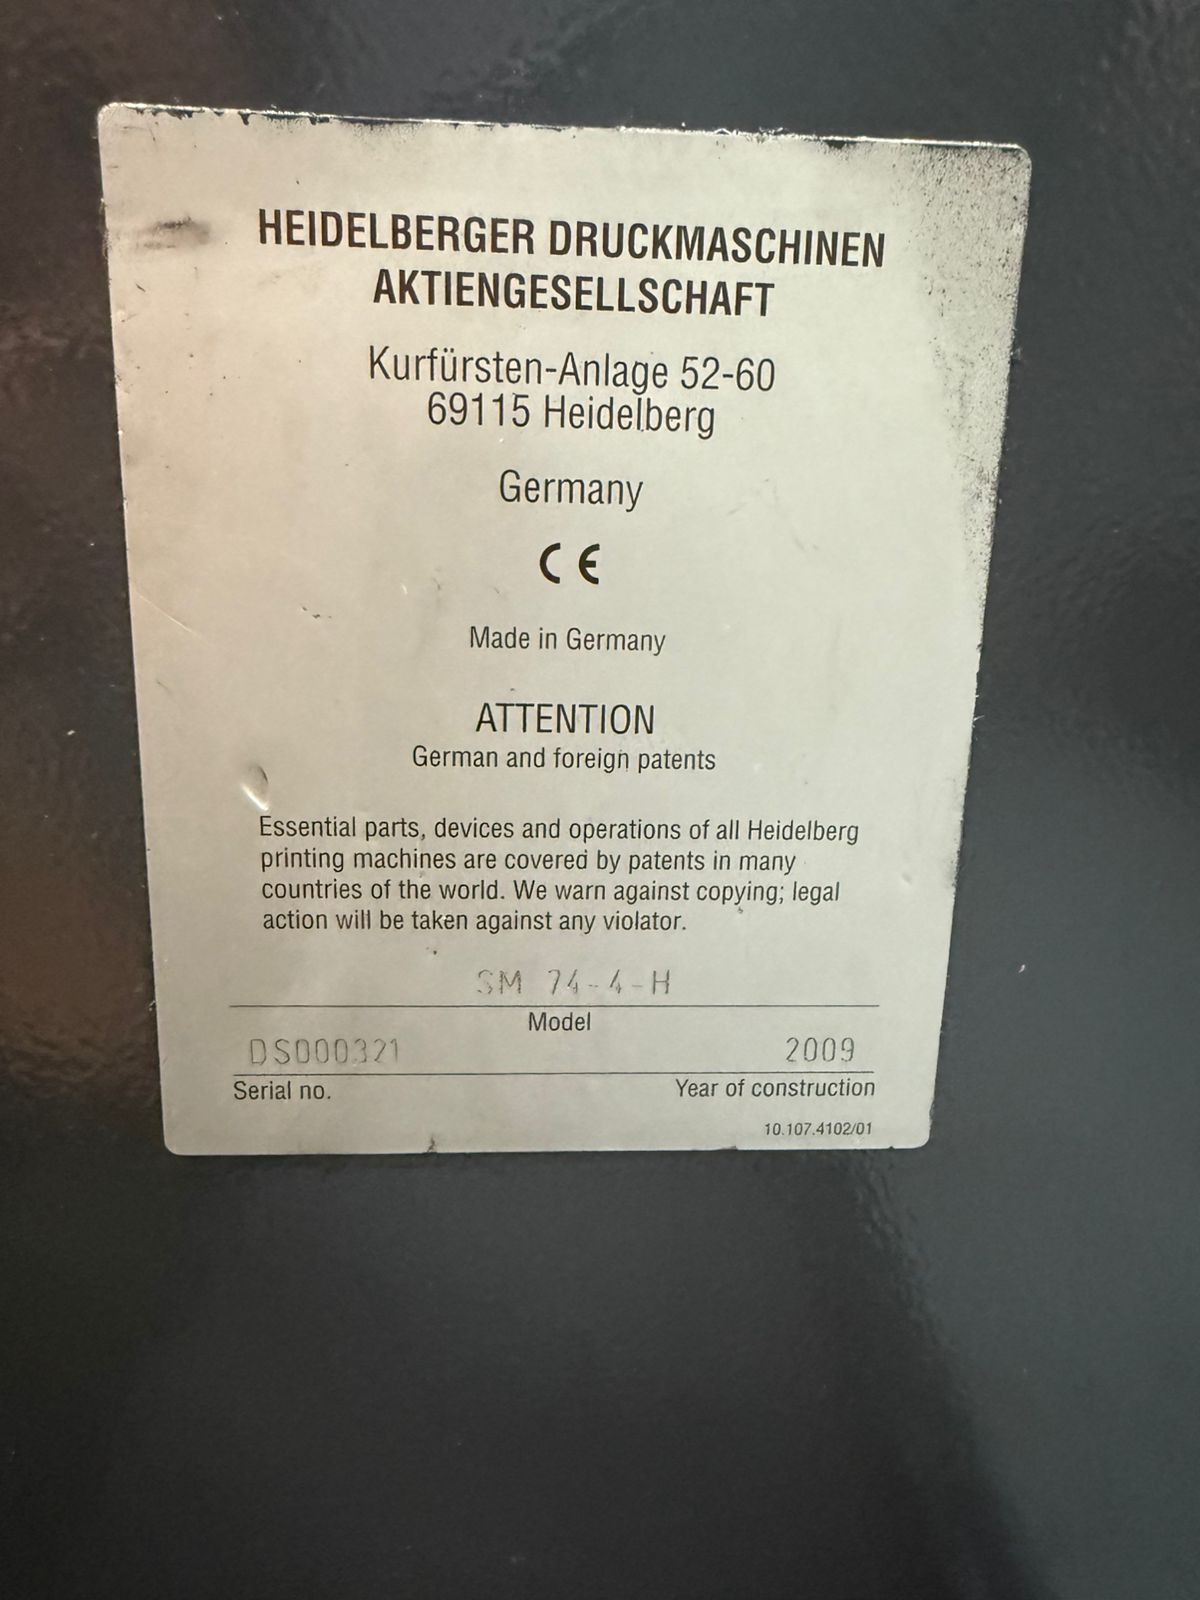 HEIDELBERGER DRUCKMASCHINEN
AKTIENGESELLSCHAFT
Kurfürsten-Anlage 52-60
69115 Heidelberg
Germany
CE
Made in Germany
ATTENTION
German and foreign patents
Essential parts, devices and operations of all Heidelberg
printing machines are covered by patents in many
countries of the world. We warn against copying; legal
action will be taken against any violator.
SM 74-4-H
Model
DS000321 2009
Serial no. Year of construction
10.107.4102/01